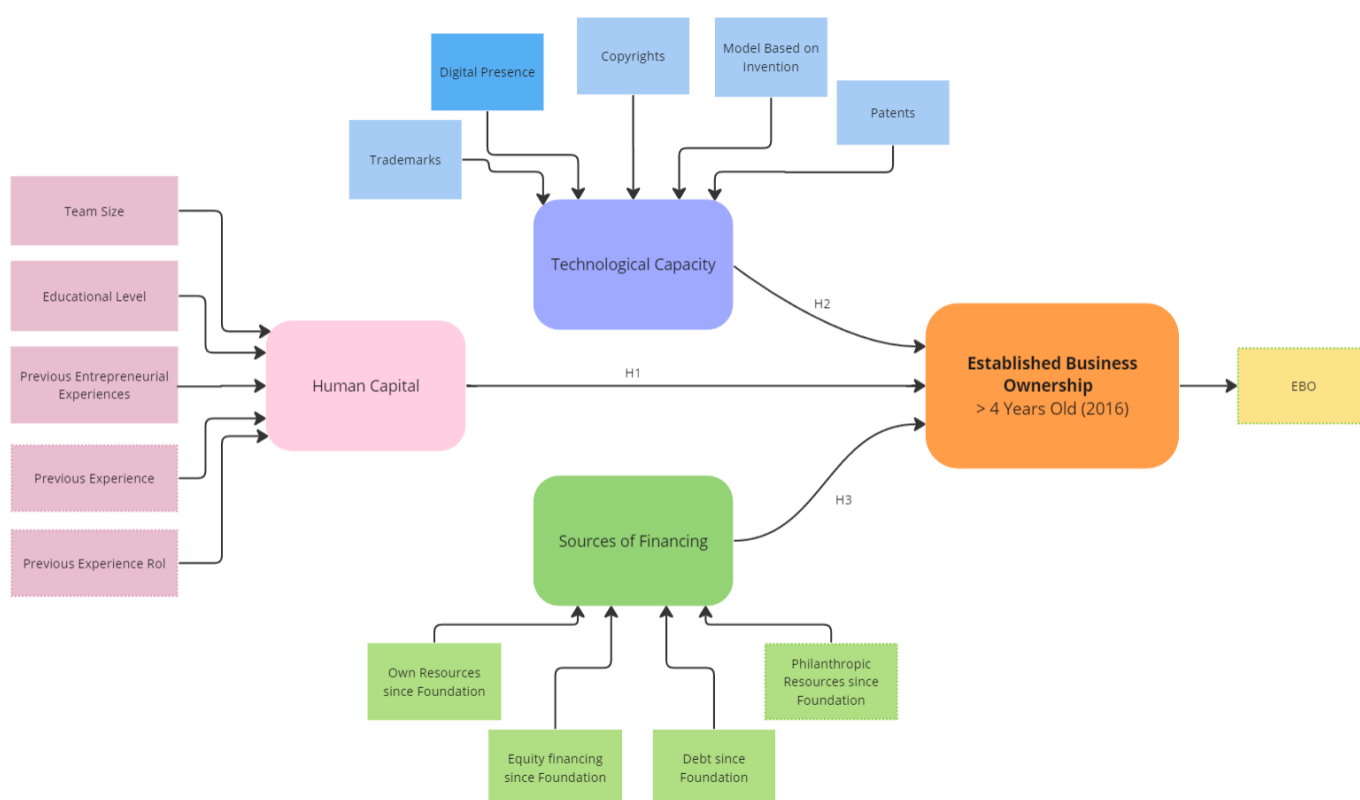 Copyrights
Model Based on
Invention
Digital Presence
Patents
Trademarks
Team Size
Technological Capacity
Educational Level
H2
Established Business
Ownership
> 4 Years Old (2016)
H1
Human Capital
EBO
Previous Entrepreneurial
Experiences
Previous Experience
H3
Sources of Financing
Previous Experience Rol
Own Resources
since Foundation
Philanthropic
Resources since
Foundation
Equity financing
since Foundation
Debt since
Foundation